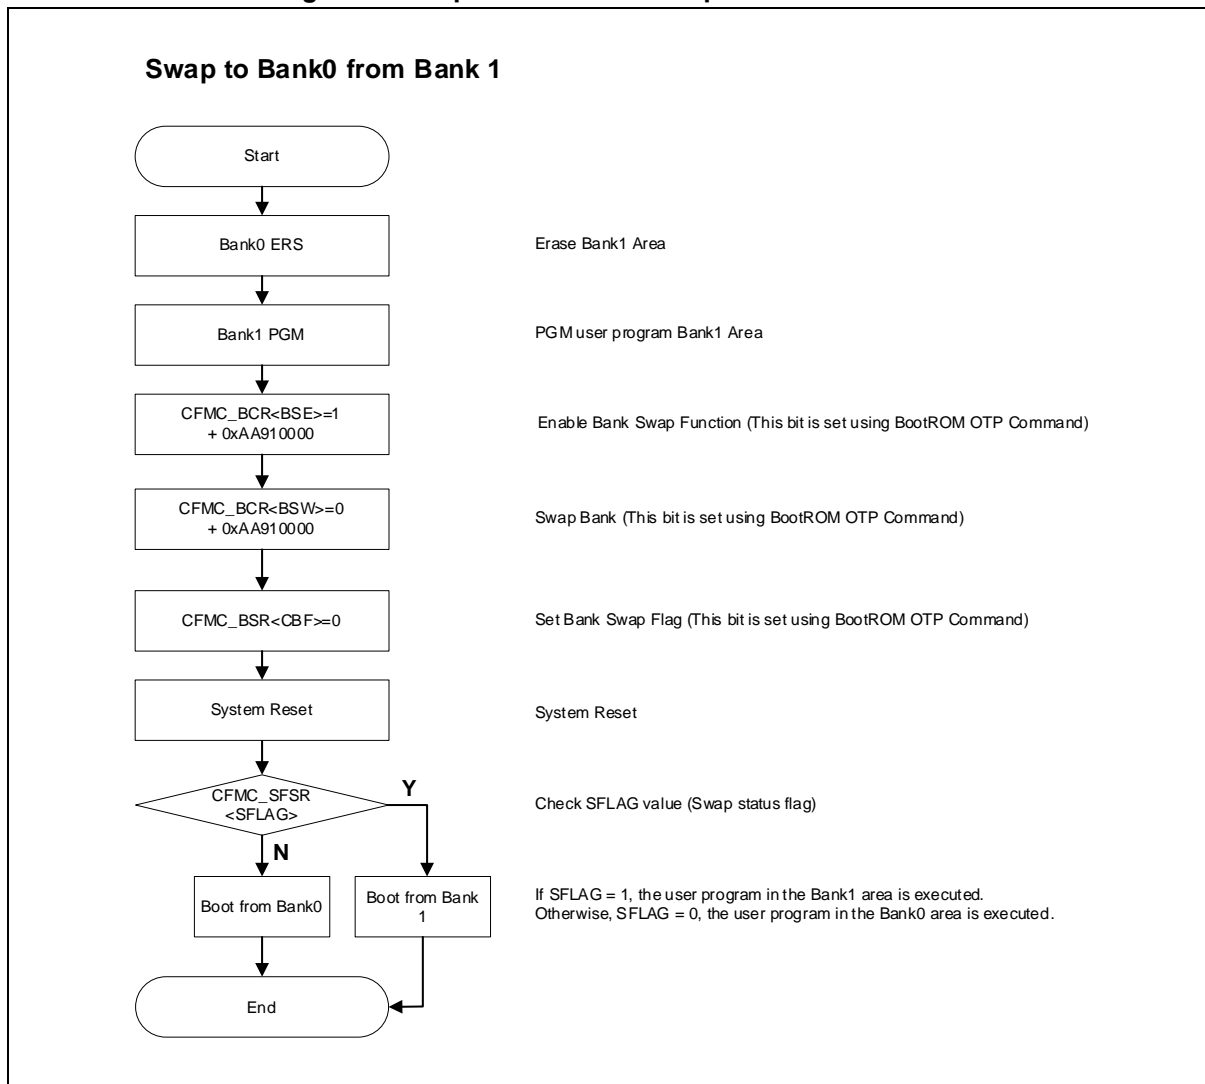 Swap to Bank0 from Bank 1
Start
Bank0 ERS
Erase Bank1 Area
Bank1 PGM
PGM user program Bank1 Area
CFMC_BCR<BSE>=1
+ 0xAA910000
Enable Bank Swap Function (This bit is set using BootROM OTP Command)
CFMC_BCR<BSW>=0
+ 0xAA910000
Swap Bank (This bit is set using BootROM OTP Command)
CFMC_BSR<CBF>=0
Set Bank Swap Flag (This bit is set using BootROM OTP Command)
System Reset
System Reset
CFMC_SFSR
<SFLAG>
Y
Check SFLAG value (Swap status flag)
N
Boot from Bank0
Boot from Bank
1
If SFLAG = 1, the user program in the Bank1 area is executed.
Otherwise, SFLAG = 0, the user program in the Bank0 area is executed.
End